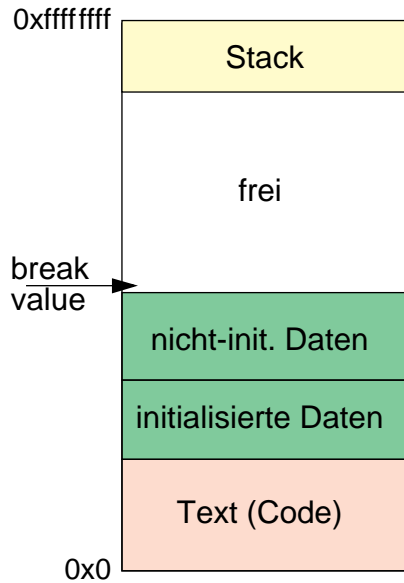 0xffffffff
Stack
frei
break
value
nicht-init. Daten
initialisierte Daten
Text (Code)
0x0